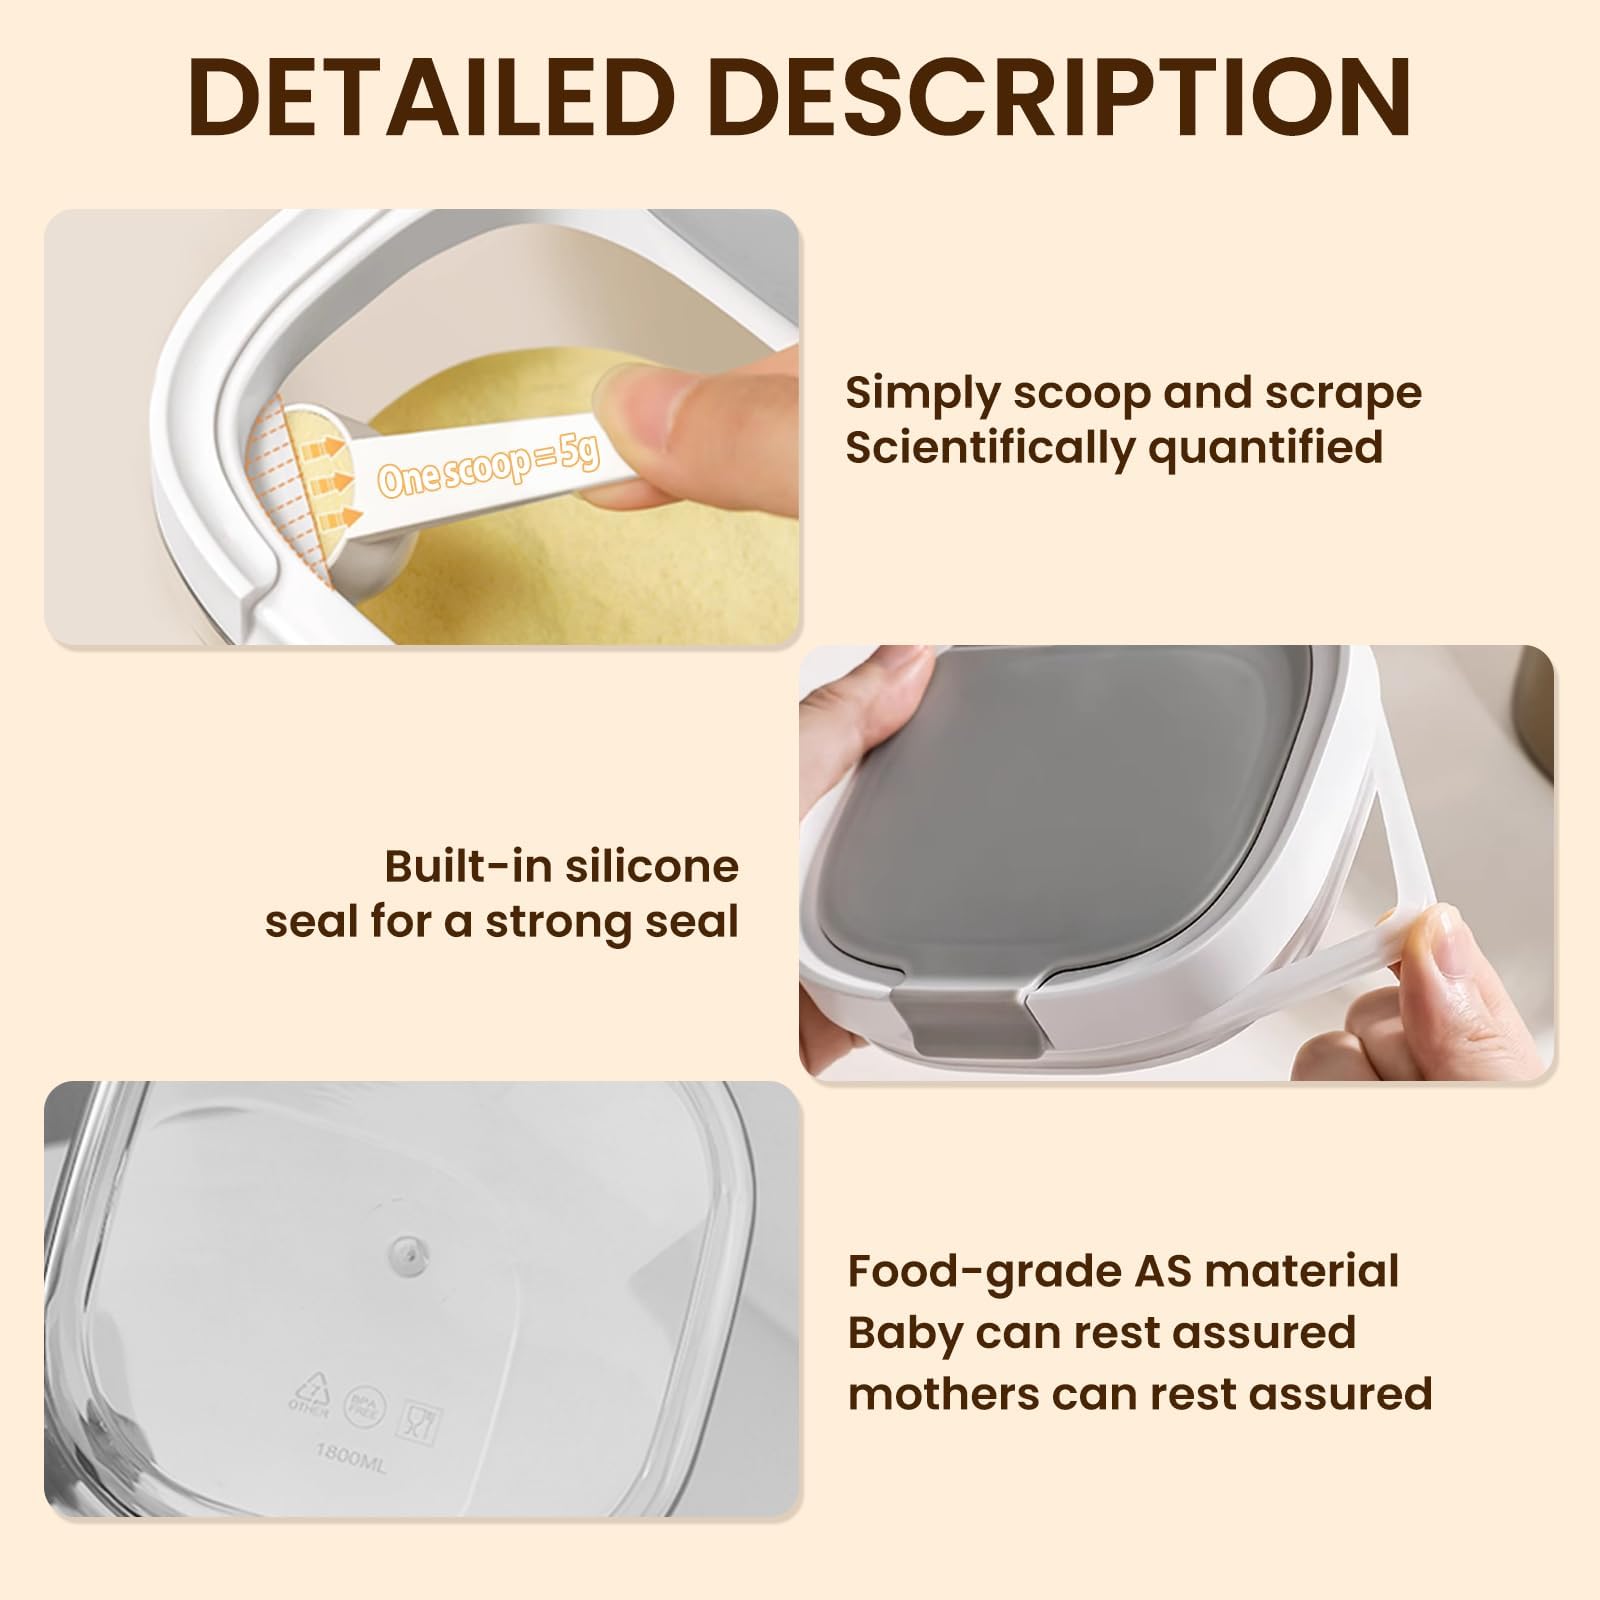 DETAILED DESCRIPTION
One scoop=5g
Simply scoop and scrape
Scientifically quantified
Built-in silicone
seal for a strong seal
Food-grade AS material
Baby can rest assured
mothers can rest assured
7
OTHER
BPA
FREE
1800ML